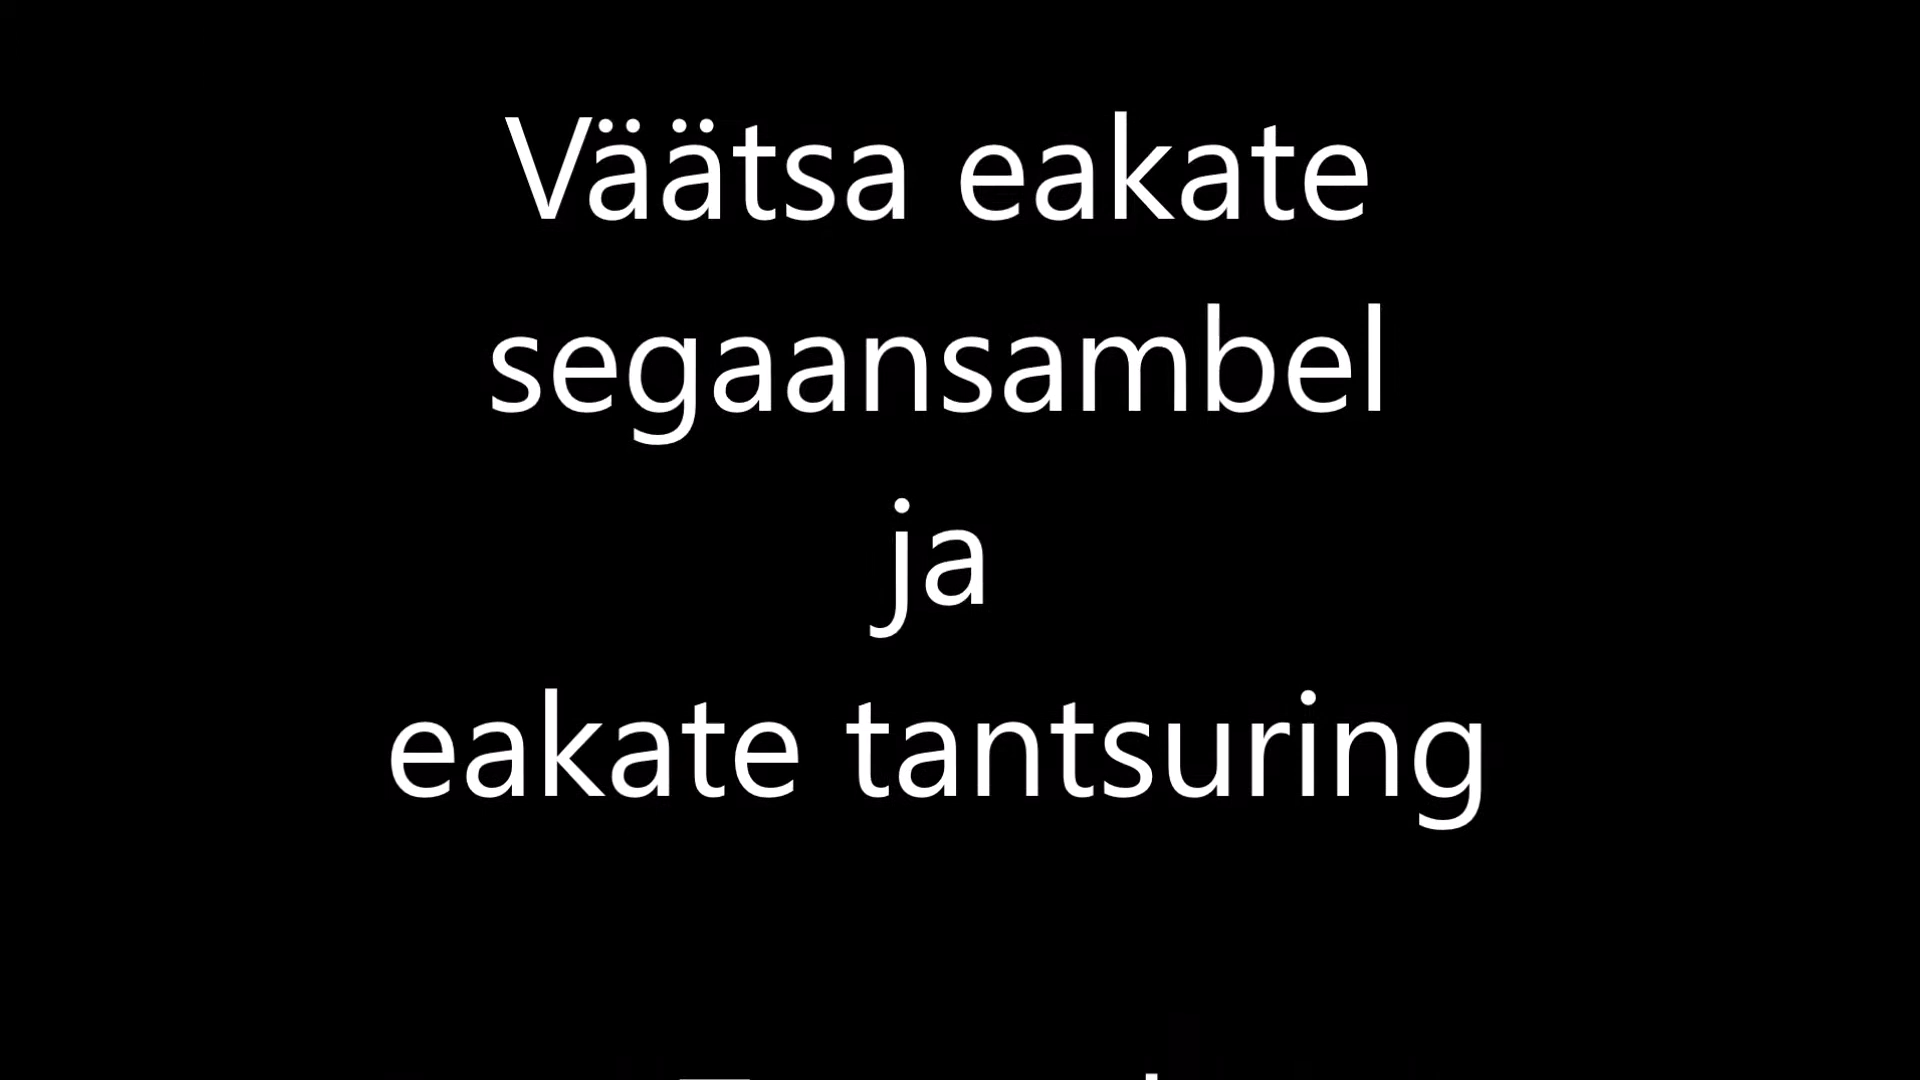 Väätsa eakate
segaansambel
ja
eakate tantsuring